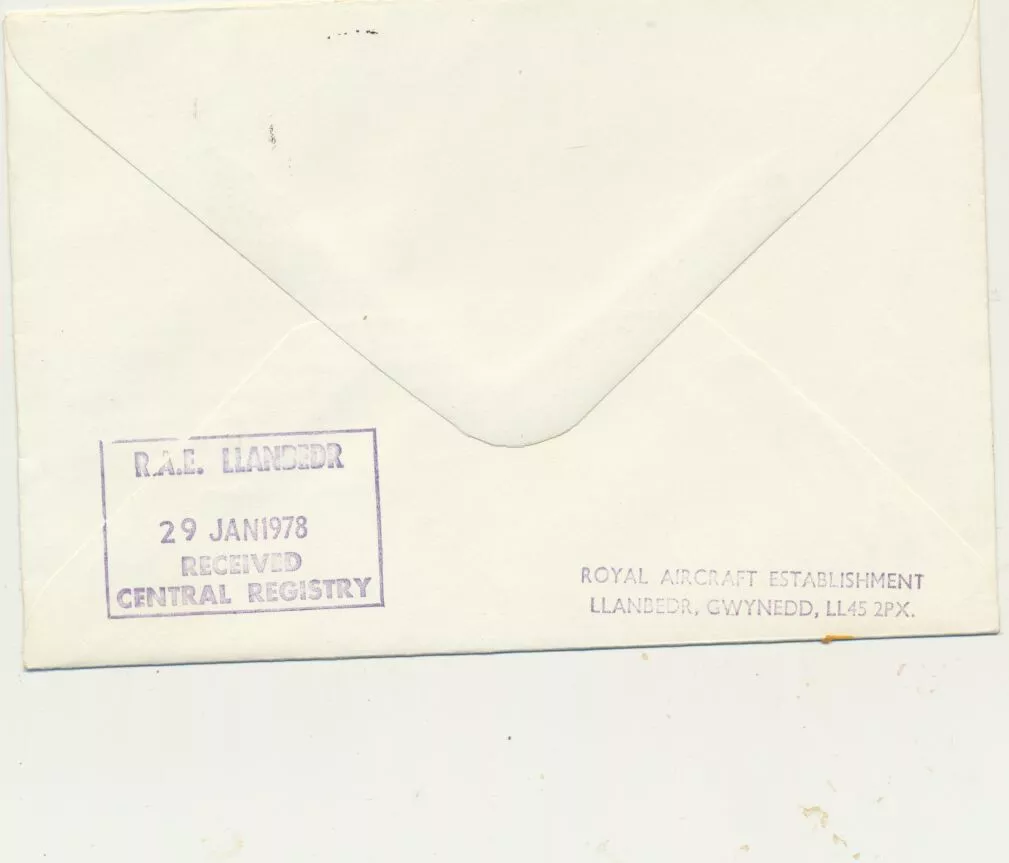 R.A.E. LLANBEDR
29 JAN1978
RECEIVED
CENTRAL REGISTRY
ROYAL AIRCRAFT ESTABLISHMENT
LLANBEDR, GWYNEDD, LL45 2PX.